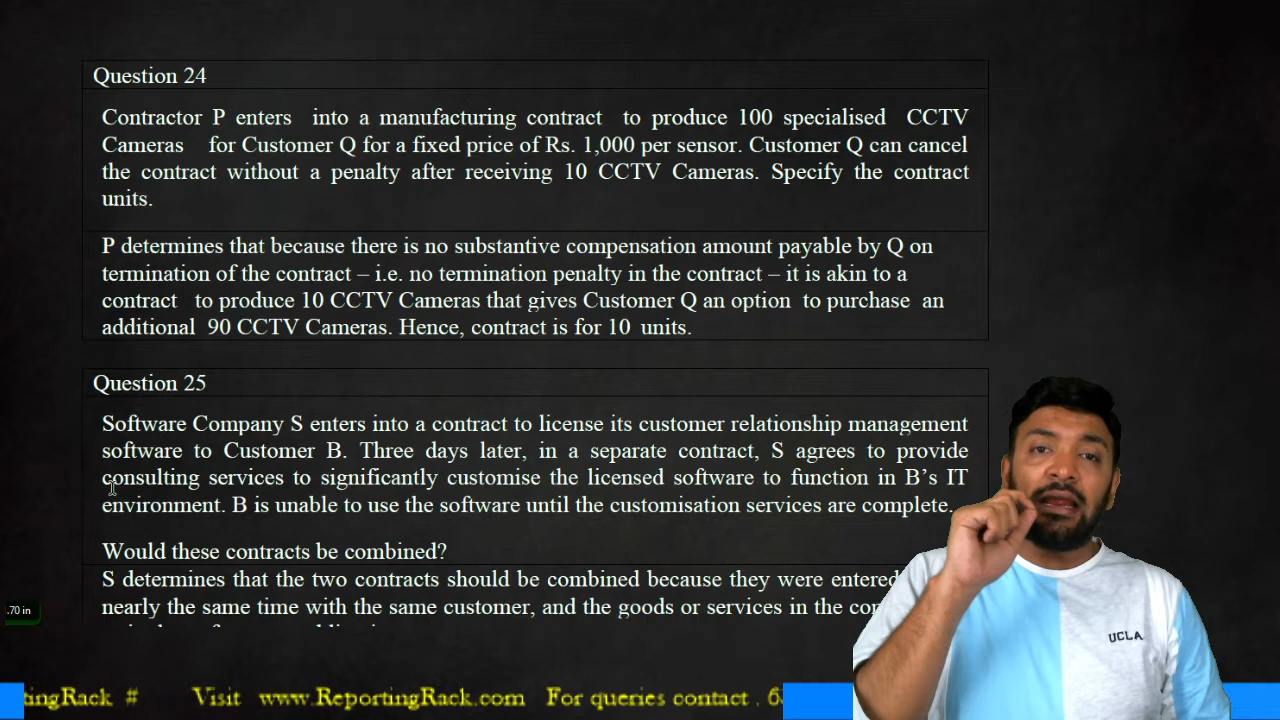 Question 24
Contractor P enters into a manufacturing contract to produce 100 specialised CCTV
Cameras for Customer Q for a fixed price of Rs. 1,000 per sensor. Customer Q can cancel
the contract without a penalty after receiving 10 CCTV Cameras. Specify the contract
units.
P determines that because there is no substantive compensation amount payable by Q on
termination of the contract – i.e. no termination penalty in the contract – it is akin to a
contract to produce 10 CCTV Cameras that gives Customer Q an option to purchase an
additional 90 CCTV Cameras. Hence, contract is for 10 units.
Question 25
Software Company S enters into a contract to license its customer relationship management
software to Customer B. Three days later, in a separate contract, S agrees to provide
consulting services to significantly customise the licensed software to function in B's IT
environment. B is unable to use the software until the customisation services are complete.
Would these contracts be combined?
S determines that the two contracts should be combined because they were entered
nearly the same time with the same customer, and the goods or services in the
.70 in
UCLA
tingRack # Visit www.ReportingRack.com For queries contact . 6